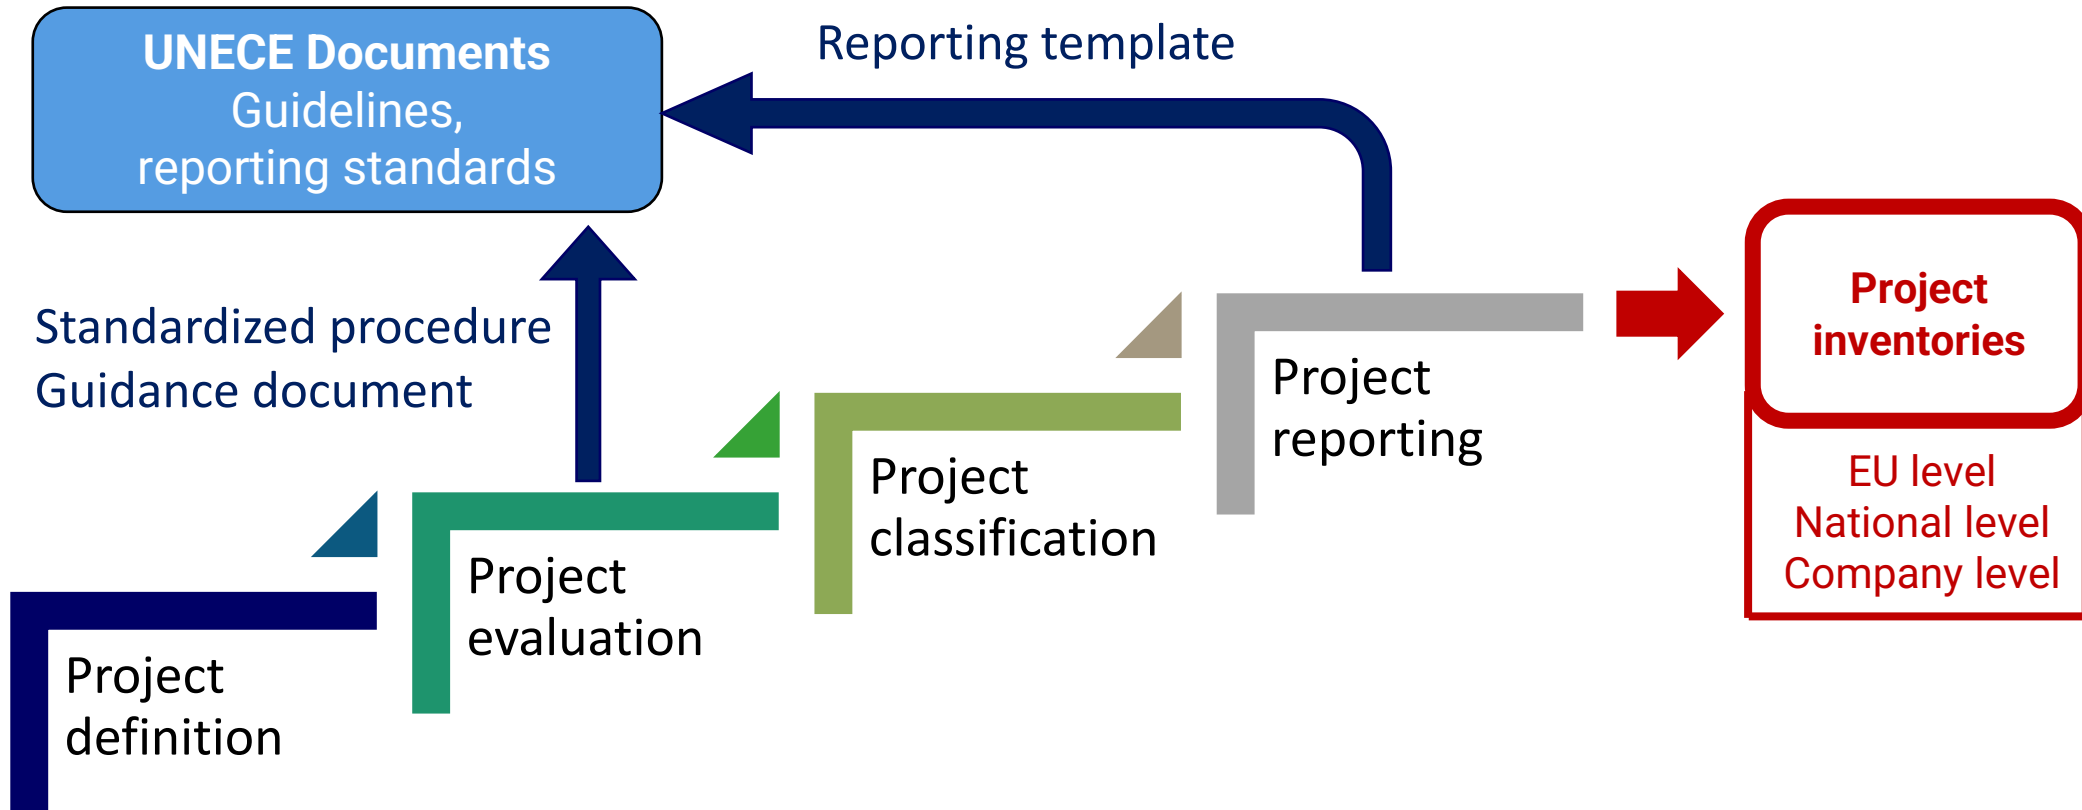 UNECE Documents
Guidelines,
reporting standards
Reporting template
Standardized procedure
Guidance document
Project
definition
Project
evaluation
Project
classification
Project
reporting
Project
inventories
EU level
National level
Company level